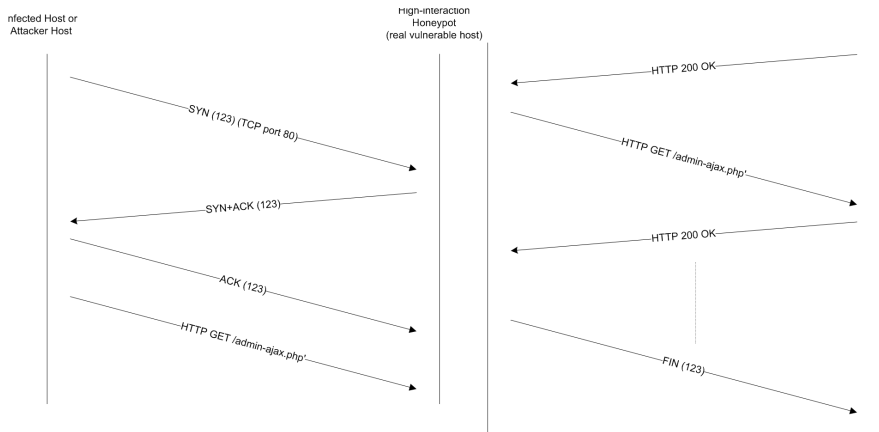 nfected Host or
Attacker Host
High-interaction
Honeypot
(real vulnerable host)
SYN (123) (TCP port 80)
SYN+ACK (123)
ACK (123)
HTTP GET /admin-ajax.php'
HTTP 200 OK
HTTP GET /admin-ajax.php'
HTTP 200 OK
FIN (123)